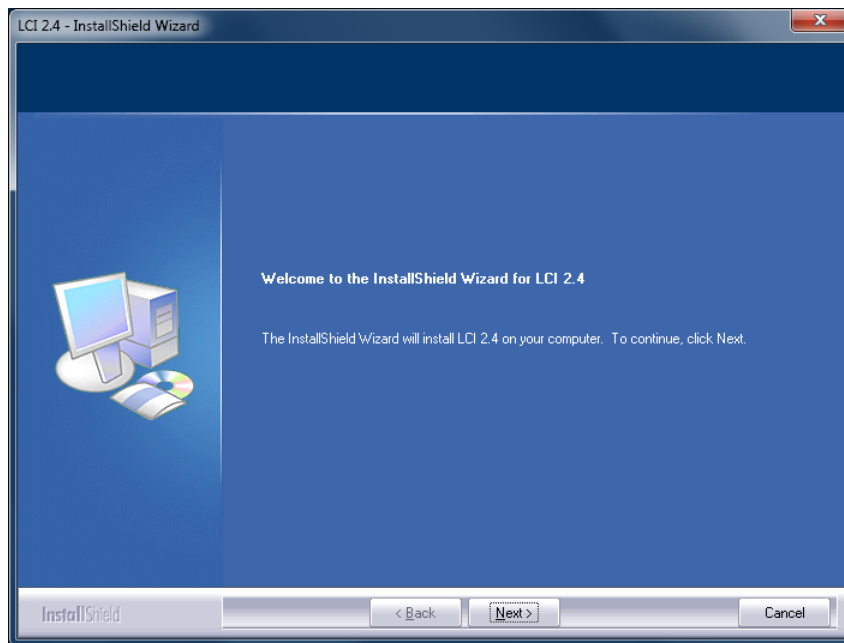 LCI 2.4 - InstallShield Wizard
Welcome to the InstallShield Wizard for LCI 2.4
The InstallShield Wizard will install LCI 2.4 on your computer.  To continue, click Next.
InstallShield
< Back
Next >
Cancel